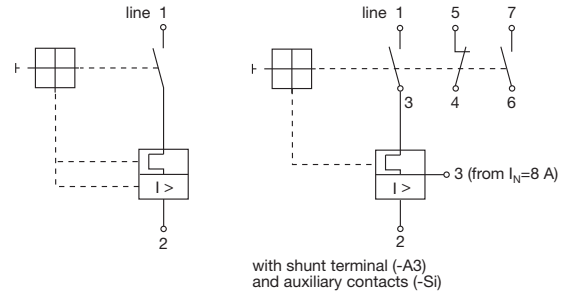 line 1
line 1 5 7
3 4 6
I >
I >
3 (from I_N=8 A)
2
2
with shunt terminal (-A3)
and auxiliary contacts (-Si)